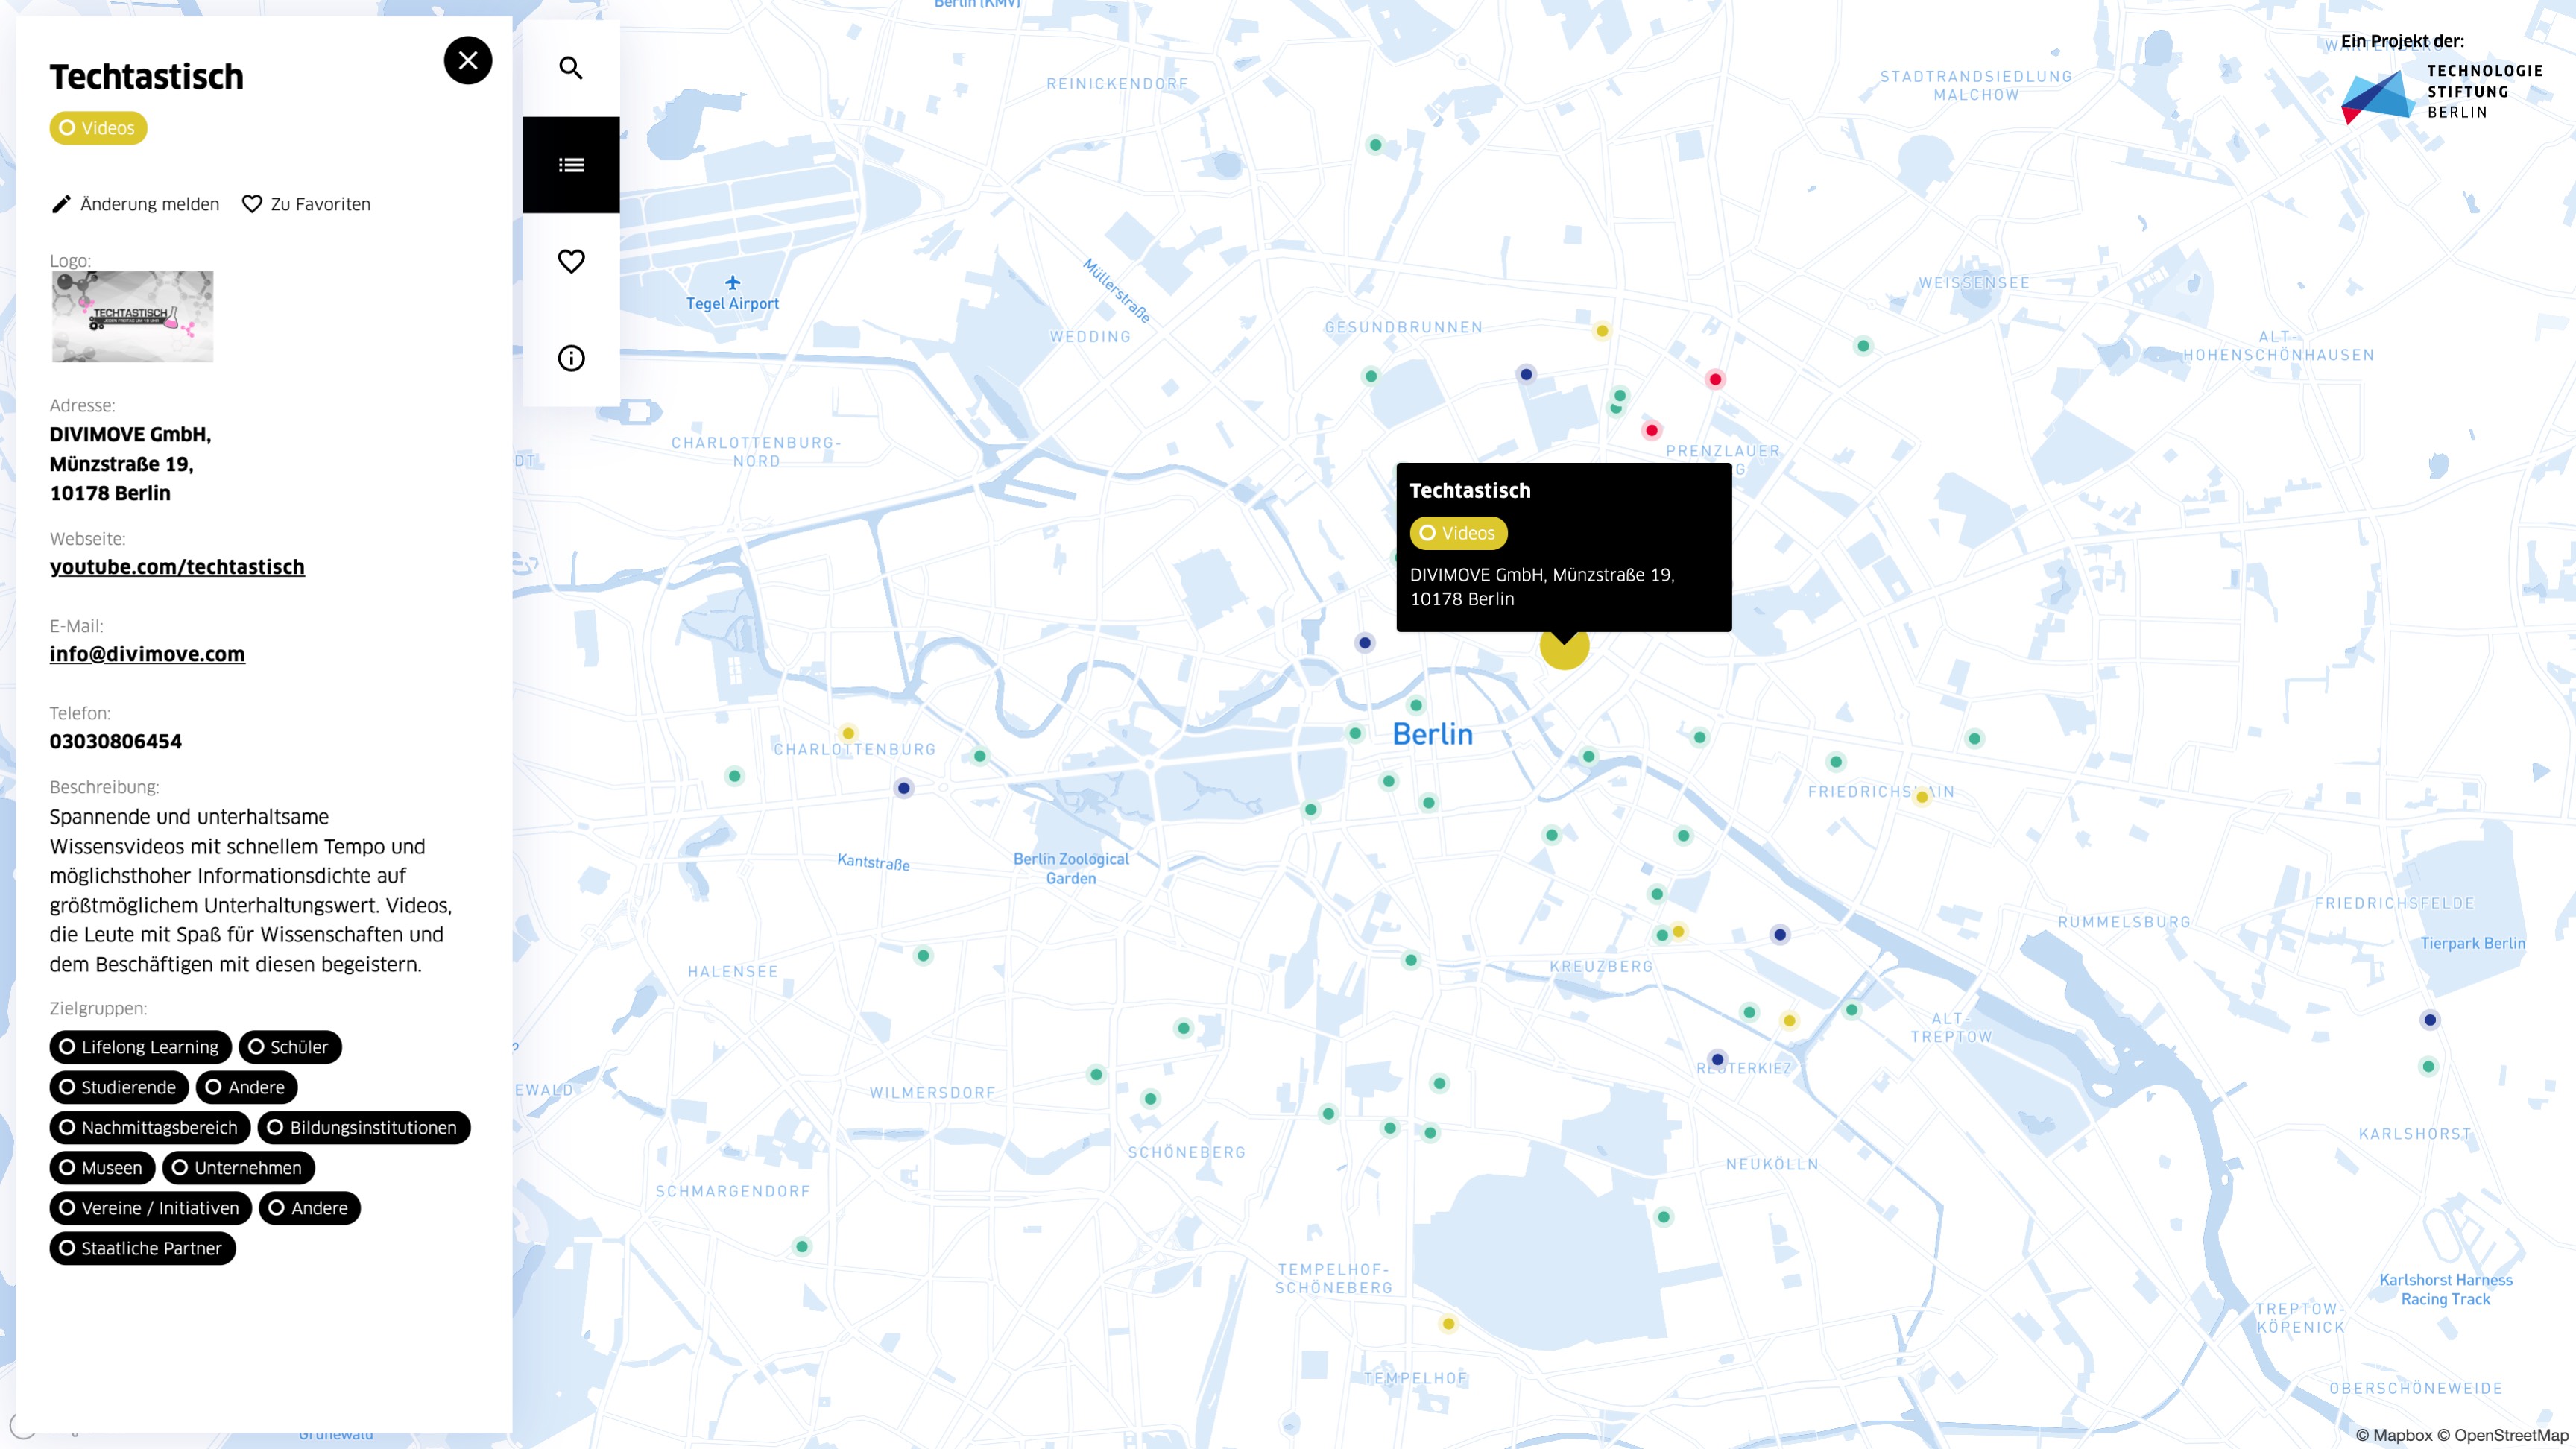 Techtastisch
Videos
Änderung melden
Zu Favoriten
Logo:
TECHTASTISCH
JEDEN FREITAG UM 15 UHR
Adresse:
DIVIMOVE GmbH,
Münzstraße 19,
10178 Berlin
Webseite:
youtube.com/techtastisch
E-Mail:
info@divimove.com
Telefon:
03030806454
Beschreibung:
Spannende und unterhaltsame
Wissensvideos mit schnellem Tempo und
möglichsthoher Informationsdichte auf
größtmöglichem Unterhaltungswert. Videos,
die Leute mit Spaß für Wissenschaften und
dem Beschäftigen mit diesen begeistern.
Zielgruppen:
Lifelong Learning
Schüler
Studierende
Andere
Nachmittagsbereich
Bildungsinstitutionen
Museen
Unternehmen
Vereine / Initiativen
Andere
Staatliche Partner
Berlin (KMV)
REINICKENDORF
STADTRANDSIEDLUNG
MALCHOW
Ein Projekt der:
TECHNOLOGIE
STIFTUNG
BERLIN
Tegel Airport
Müllerstraße
WEDDING
GESUNDBRUNNEN
WEISSENSEE
ALT-
HOHENSCHÖNHAUSEN
CHARLOTTENBURG-
NORD
PRENZLAUER
Techtastisch
Videos
DIVIMOVE GmbH, Münzstraße 19,
10178 Berlin
Berlin
CHARLOTTENBURG
Kantstraße
Berlin Zoological
Garden
FRIEDRICHSHAIN
FRIEDRICHSFELDE
RUMMELSBURG
Tierpark Berlin
HALENSEE
KREUZBERG
ALT-
TREPTOW
REUTERKIEZ
EWALD
WILMERSDORF
SCHÖNEBERG
KARLSHORST
NEUKÖLLN
SCHMARGENDORF
TEMPELHOF-
SCHÖNEBERG
Karlshorst Harness
Racing Track
TREPTOW-
KÖPENICK
TEMPELHOF
OBERSCHÖNEWEIDE
Grunewald
© Mapbox © OpenStreetMap